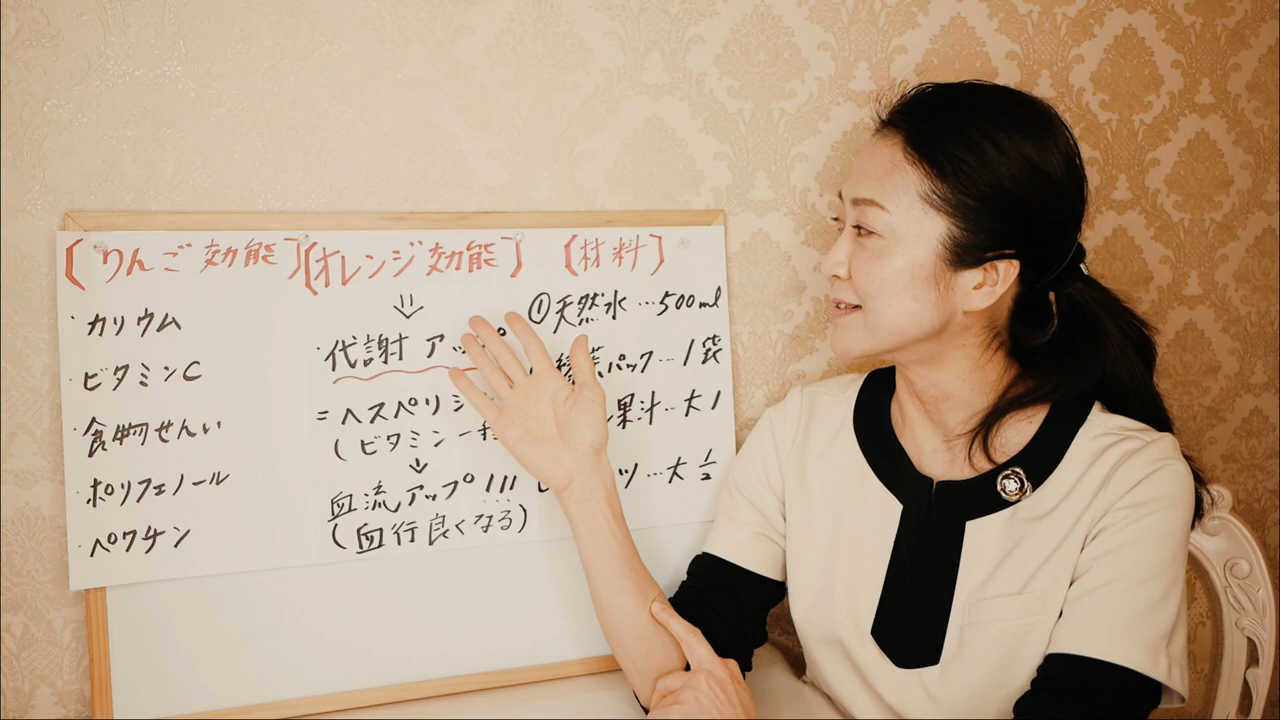 【りんご効能】
・カリウム
・ビタミンC
・食物せんい
・ポリフェノール
・ペクチン
【オレンジ効能】
⇓
・代謝アップ
=ヘスペリ
(ビタミン一種
↓
血流アップ!!!
(血行良くなる)
【材料】
①天然水…500ml
パック…1袋
果汁…大1
ツ…大1/2